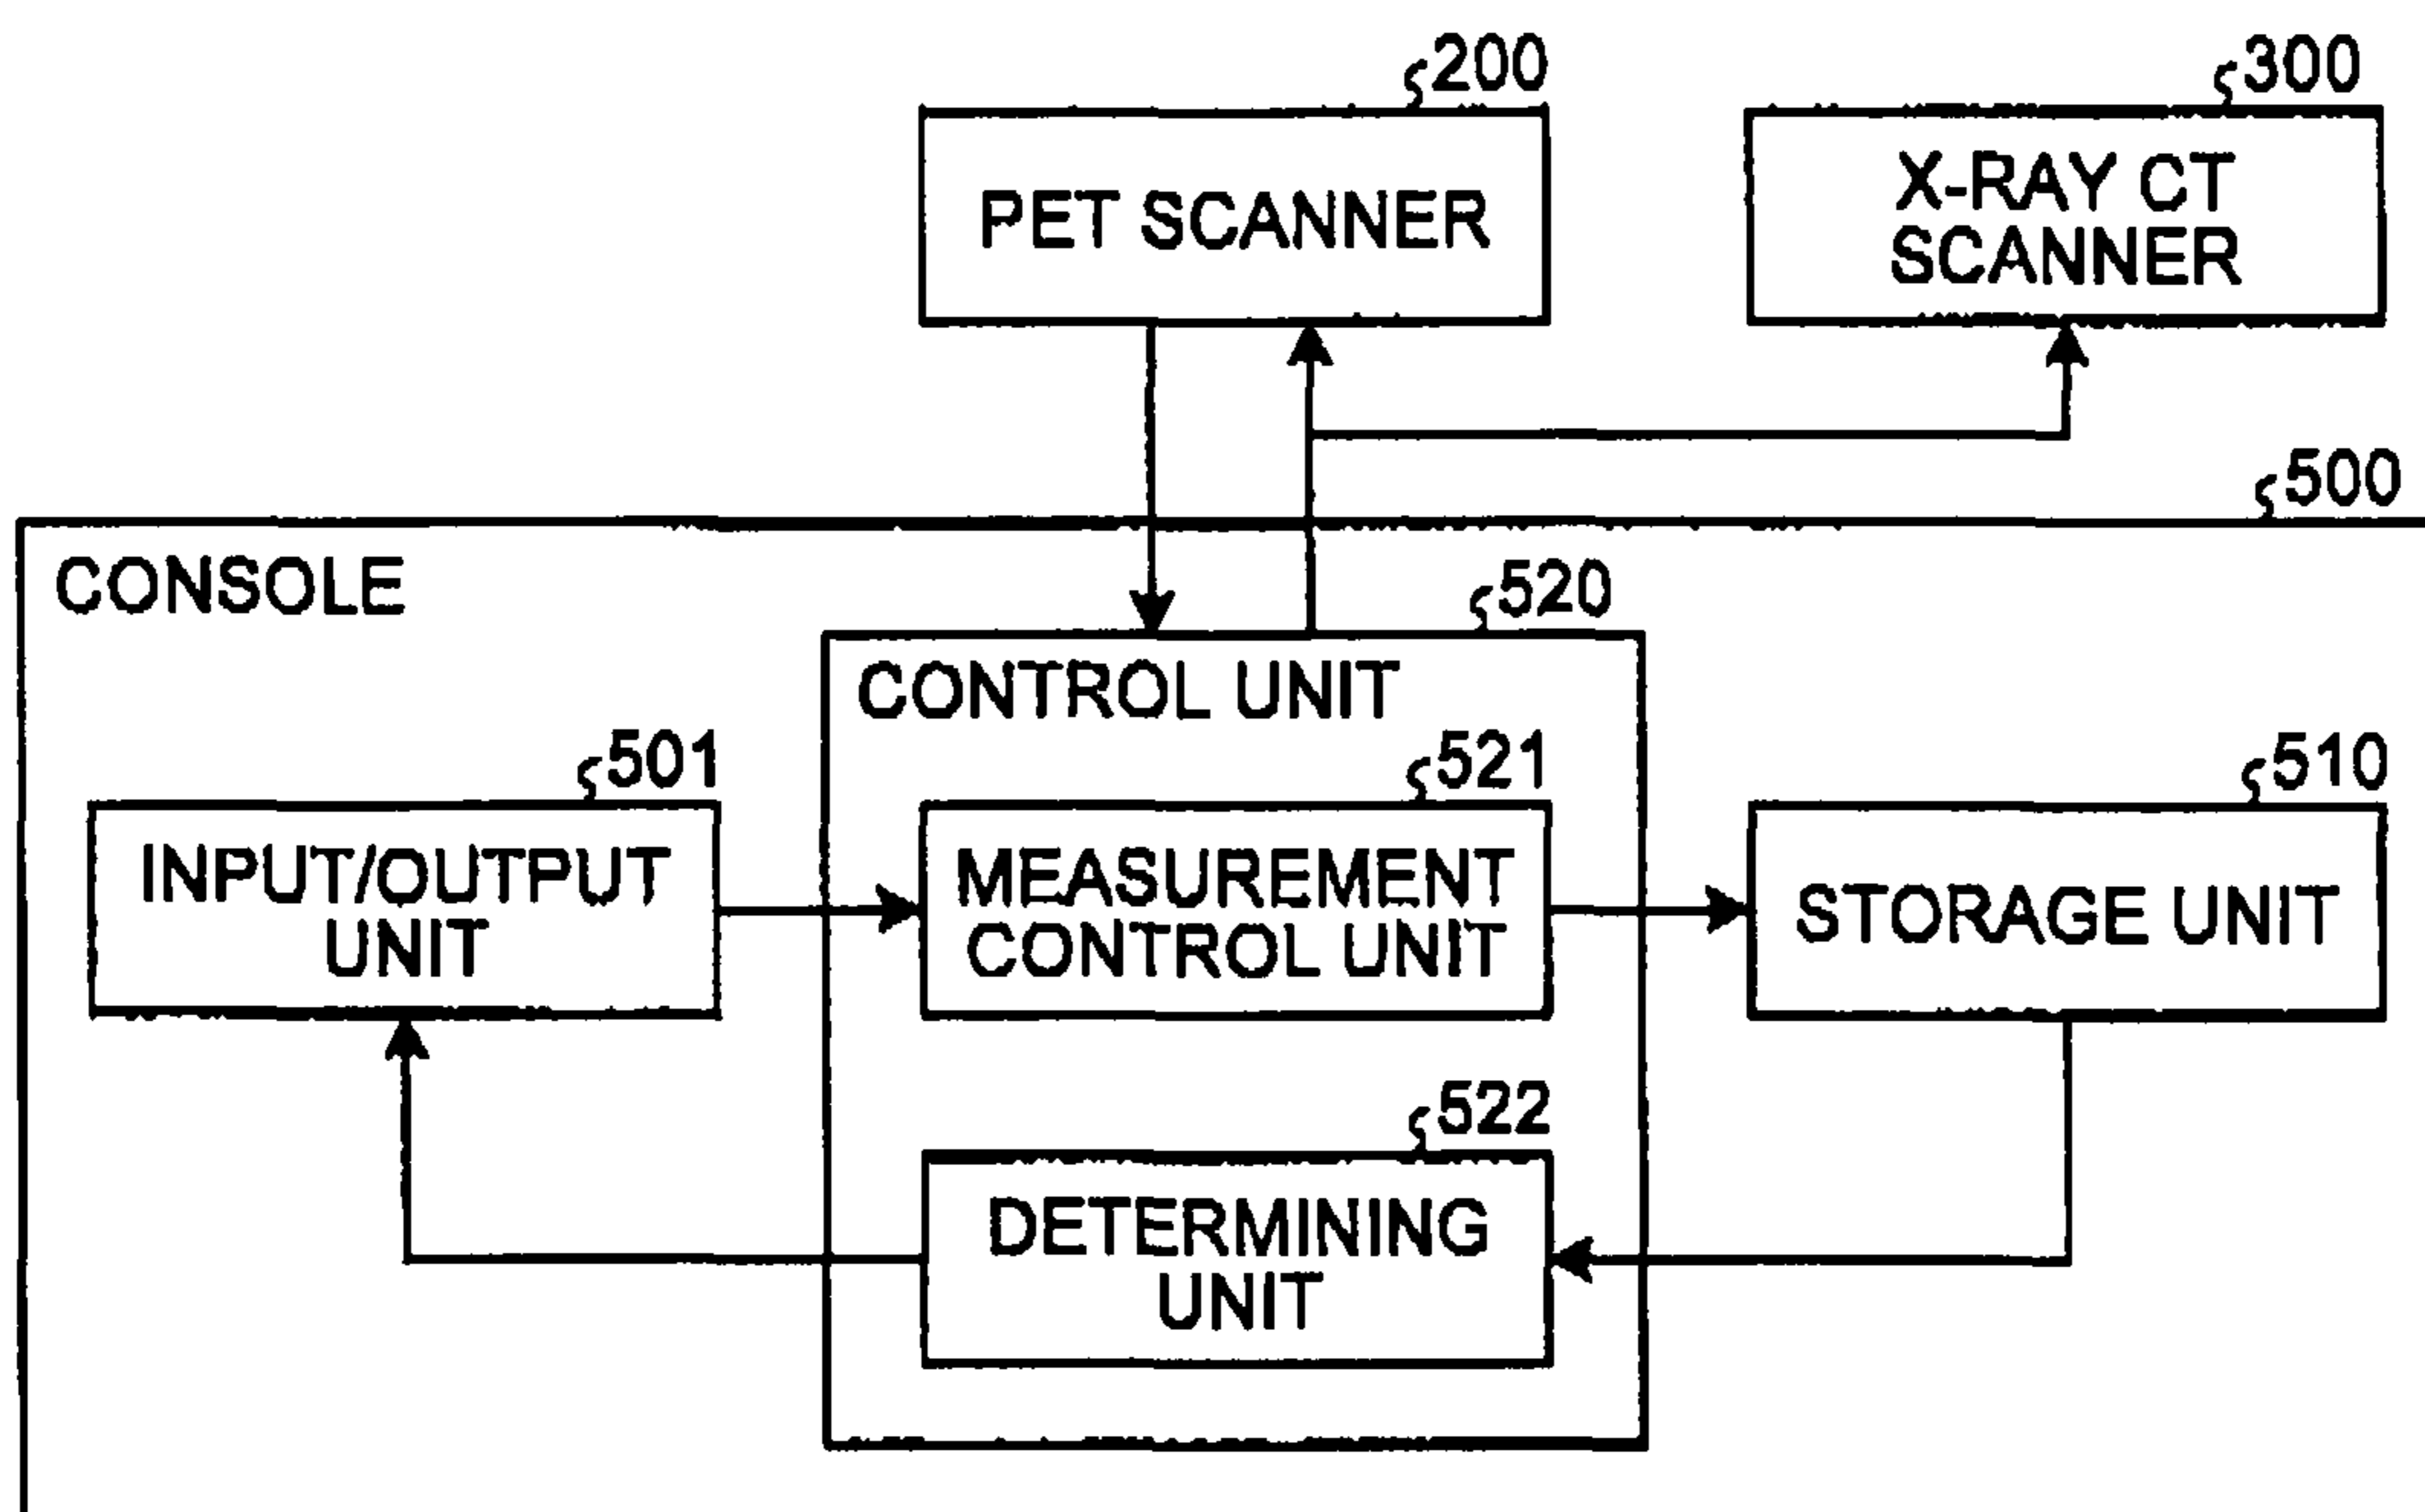 200
300
PET SCANNER
X-RAY CT
SCANNER
500
CONSOLE
520
CONTROL UNIT
501
521
510
INPUT/OUTPUT
UNIT
MEASUREMENT
CONTROL UNIT
STORAGE UNIT
522
DETERMINING
UNIT